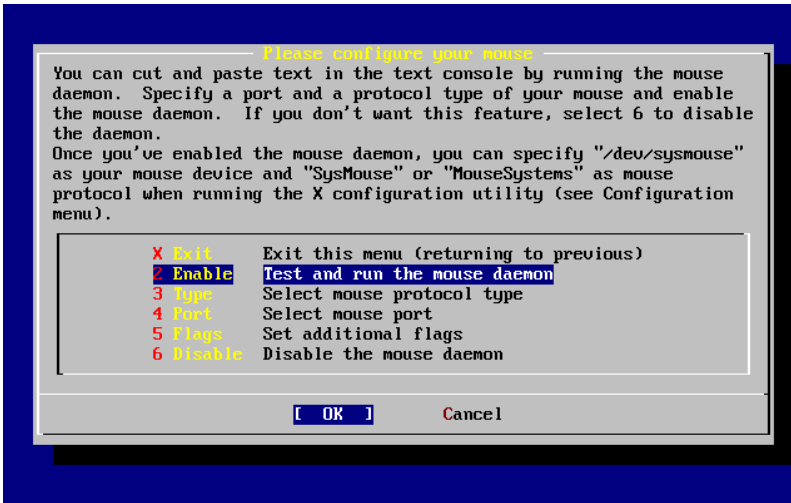 Please configure your mouse
You can cut and paste text in the text console by running the mouse
daemon.  Specify a port and a protocol type of your mouse and enable
the mouse daemon.  If you don't want this feature, select 6 to disable
the daemon.
Once you've enabled the mouse daemon, you can specify "/dev/sysmouse"
as your mouse device and "SysMouse" or "MouseSystems" as mouse
protocol when running the X configuration utility (see Configuration
menu).
X Exit     Exit this menu (returning to previous)
2 Enable   Test and run the mouse daemon
3 Type     Select mouse protocol type
4 Port     Select mouse port
5 Flags    Set additional flags
6 Disable  Disable the mouse daemon
[  OK  ]     Cancel